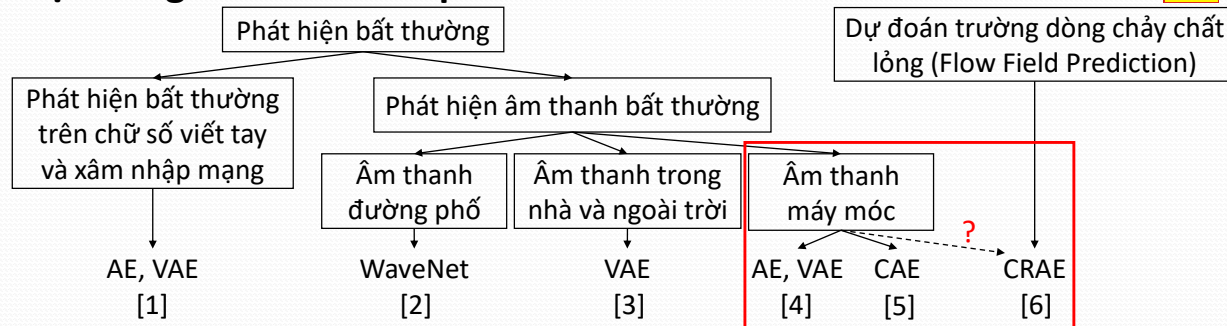 Phát hiện bất thường
Dự đoán trường dòng chảy chất
lỏng (Flow Field Prediction)
Phát hiện bất thường
trên chữ số viết tay
và xâm nhập mạng
Phát hiện âm thanh bất thường
Âm thanh
đường phố
Âm thanh trong
nhà và ngoài trời
Âm thanh
máy móc
?
AE, VAE
[1]
WaveNet
[2]
VAE
[3]
AE, VAE
[4]
CAE
[5]
CRAE
[6]